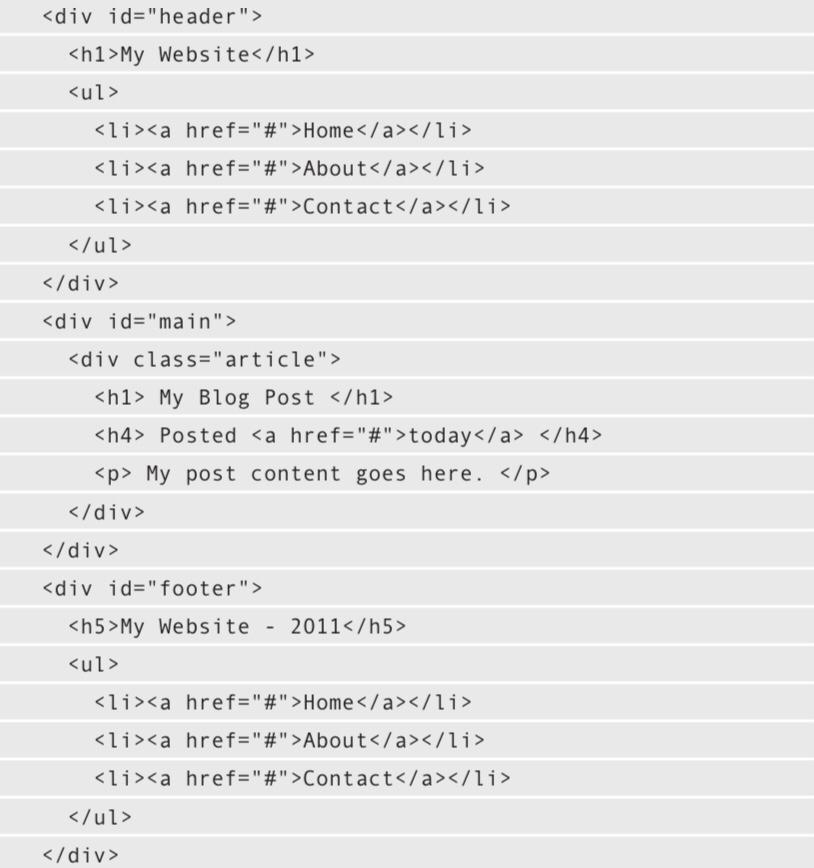 <div id="header">
<h1>My Website</h1>
<ul>
<li><a href="#">Home</a></li>
<li><a href="#">About</a></li>
<li><a href="#">Contact</a></li>
</ul>
</div>
<div id="main">
<div class="article">
<h1> My Blog Post </h1>
<h4> Posted <a href="#">today</a> </h4>
<p> My post content goes here. </p>
</div>
</div>
<div id="footer">
<h5>My Website - 2011</h5>
<ul>
<li><a href="#">Home</a></li>
<li><a href="#">About</a></li>
<li><a href="#">Contact</a></li>
</ul>
</div>